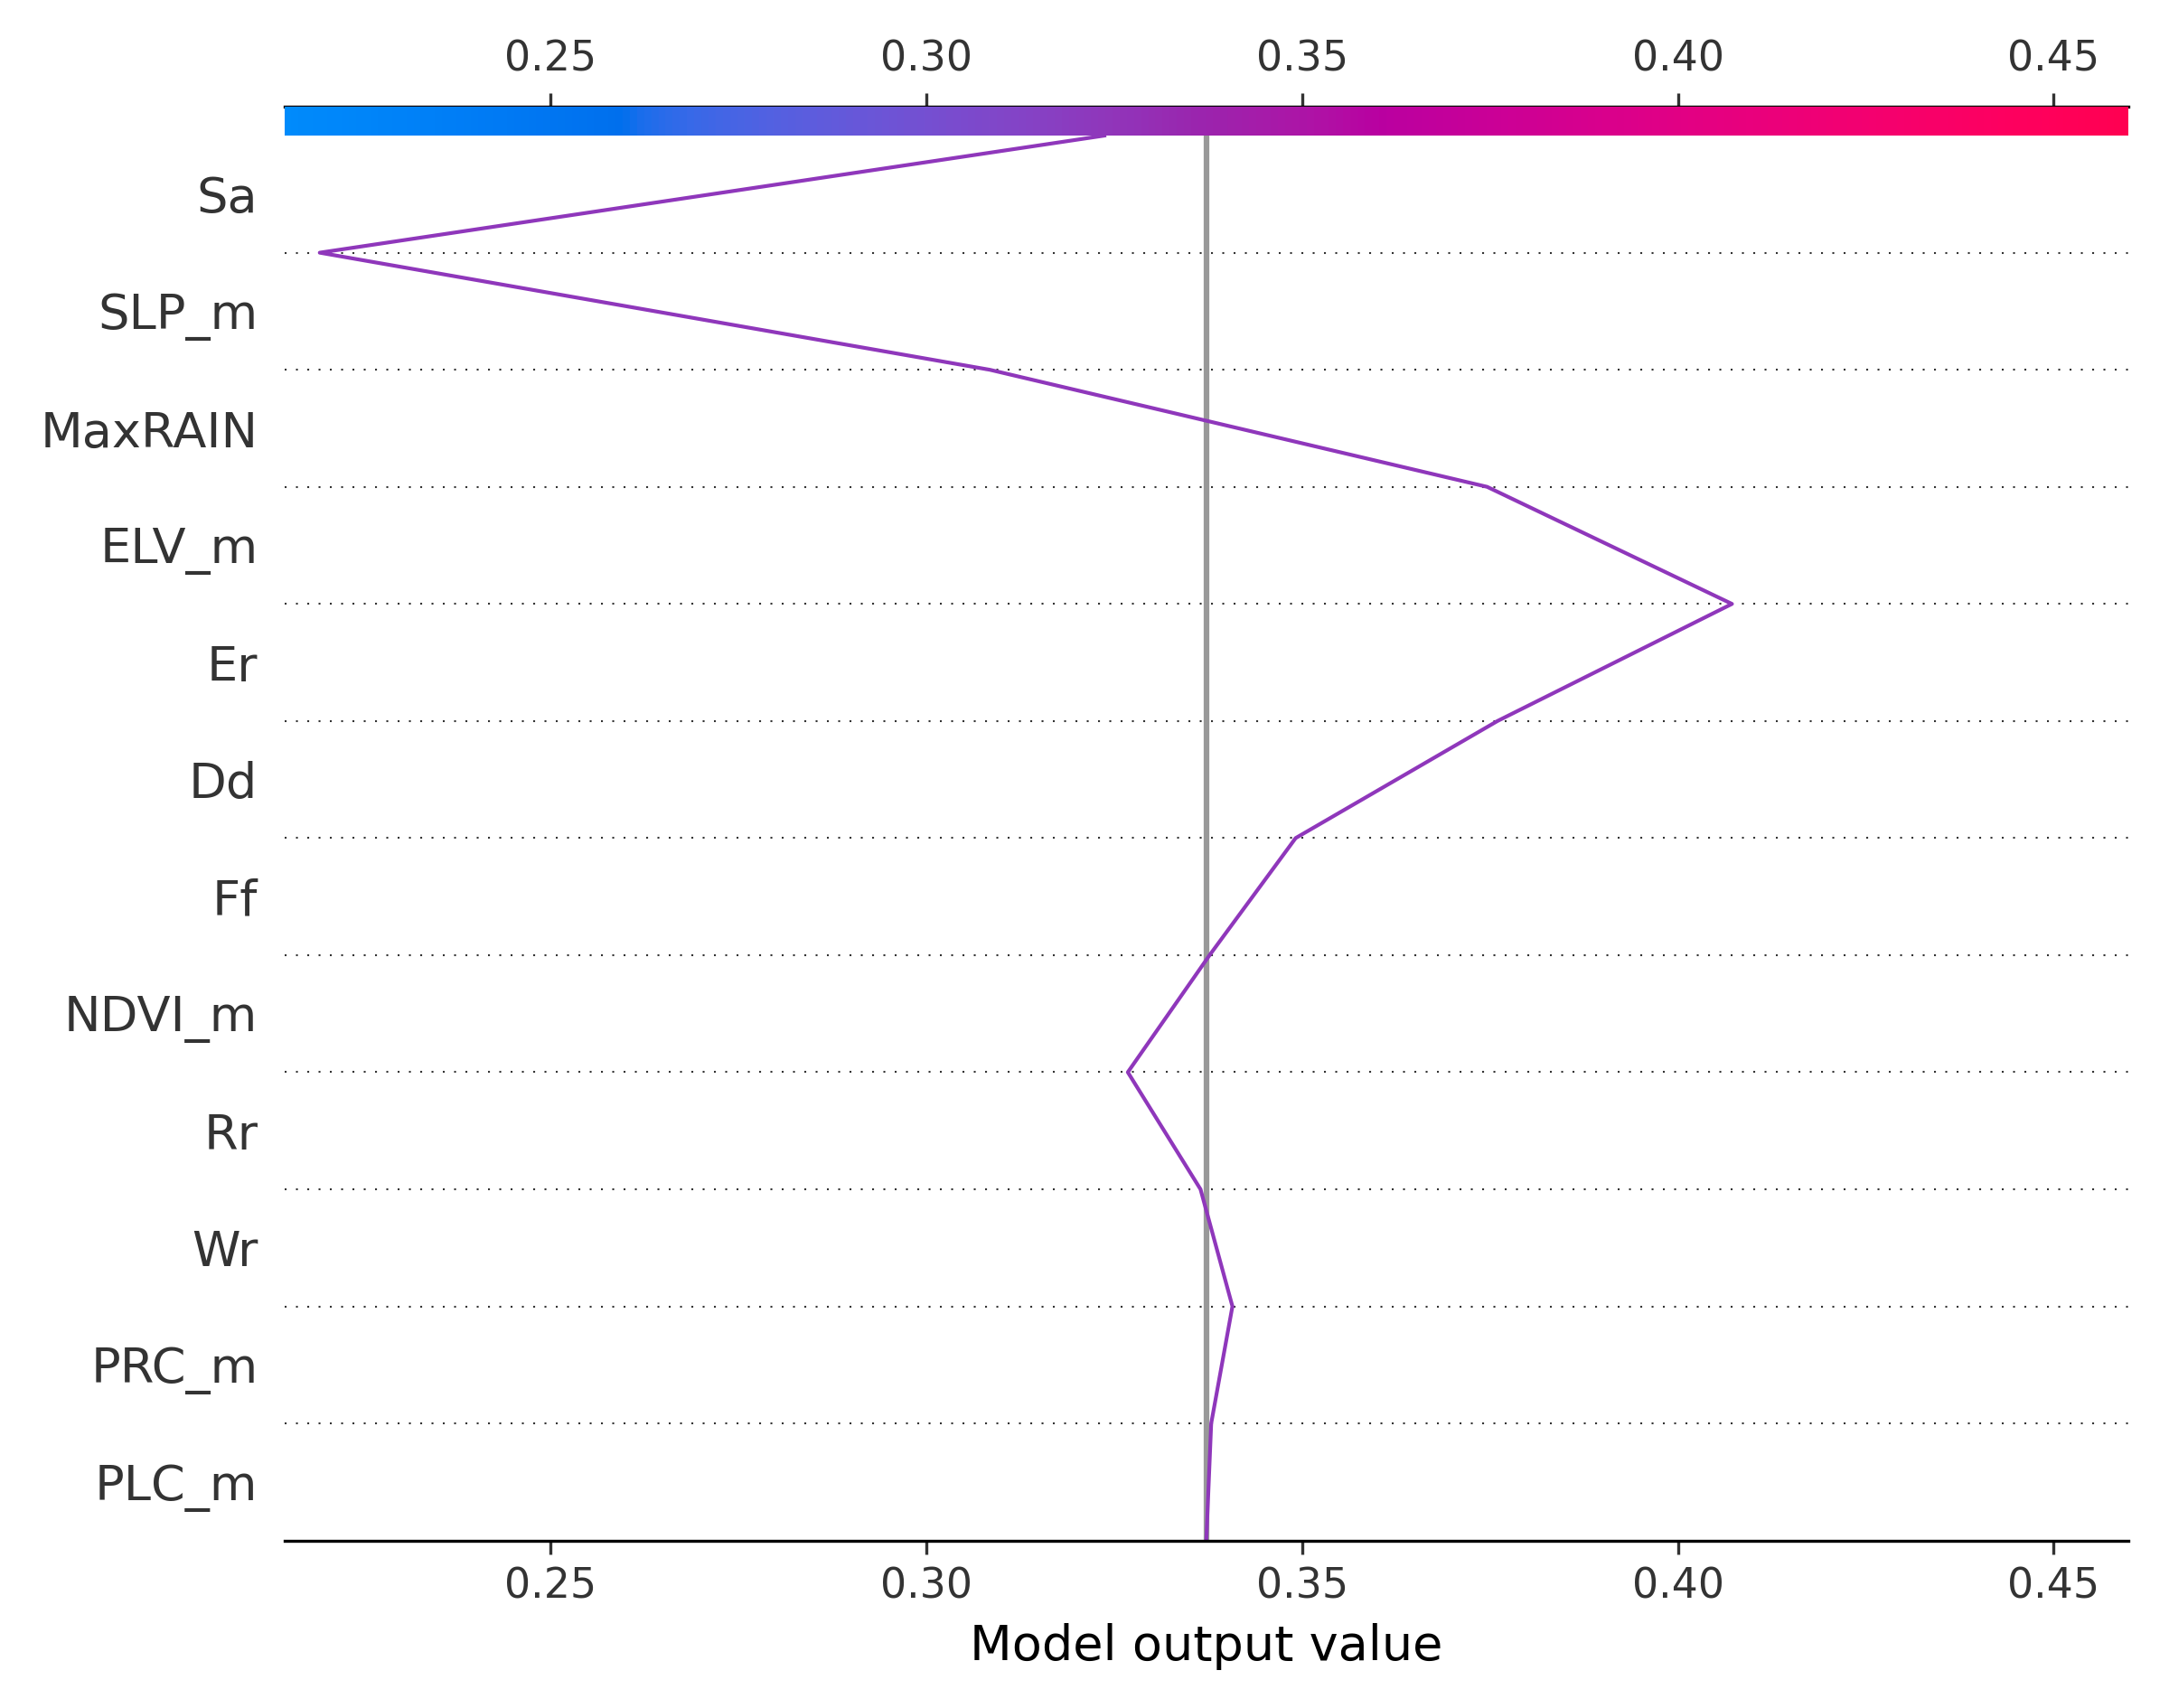 0.25 0.30 0.35 0.40 0.45
Sa
SLP_m
MaxRAIN
ELV_m
Er
Dd
Ff
NDVI_m
Rr
Wr
PRC_m
PLC_m
0.25 0.30 0.35 0.40 0.45
Model output value